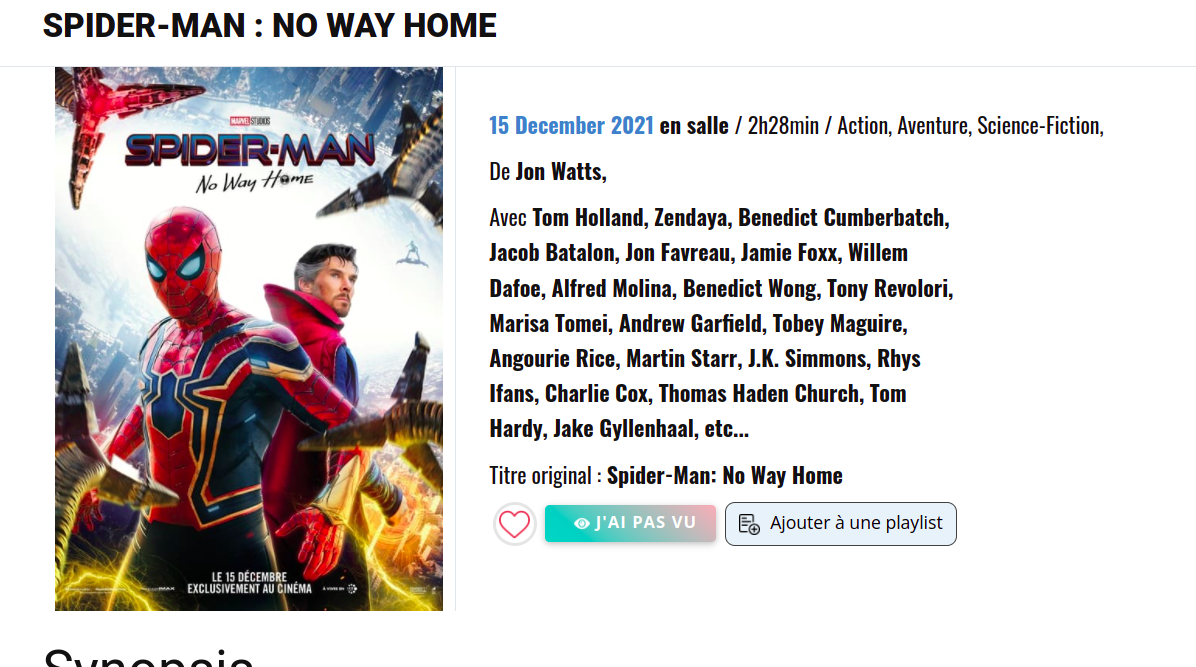 SPIDER-MAN : NO WAY HOME
MARVEL STUDIOS
SPIDER-MAN
No Way Home
LE 15 DÉCEMBRE
EXCLUSIVEMENT AU CINÉMA
15 December 2021 en salle / 2h28min / Action, Aventure, Science-Fiction,
De Jon Watts,
Avec Tom Holland, Zendaya, Benedict Cumberbatch,
Jacob Batalon, Jon Favreau, Jamie Foxx, Willem
Dafoe, Alfred Molina, Benedict Wong, Tony Revolori,
Marisa Tomei, Andrew Garfield, Tobey Maguire,
Angourie Rice, Martin Starr, J.K. Simmons, Rhys
Ifans, Charlie Cox, Thomas Haden Church, Tom
Hardy, Jake Gyllenhaal, etc...
Titre original : Spider-Man: No Way Home
J'AI PAS VU
Ajouter à une playlist
Synopsis